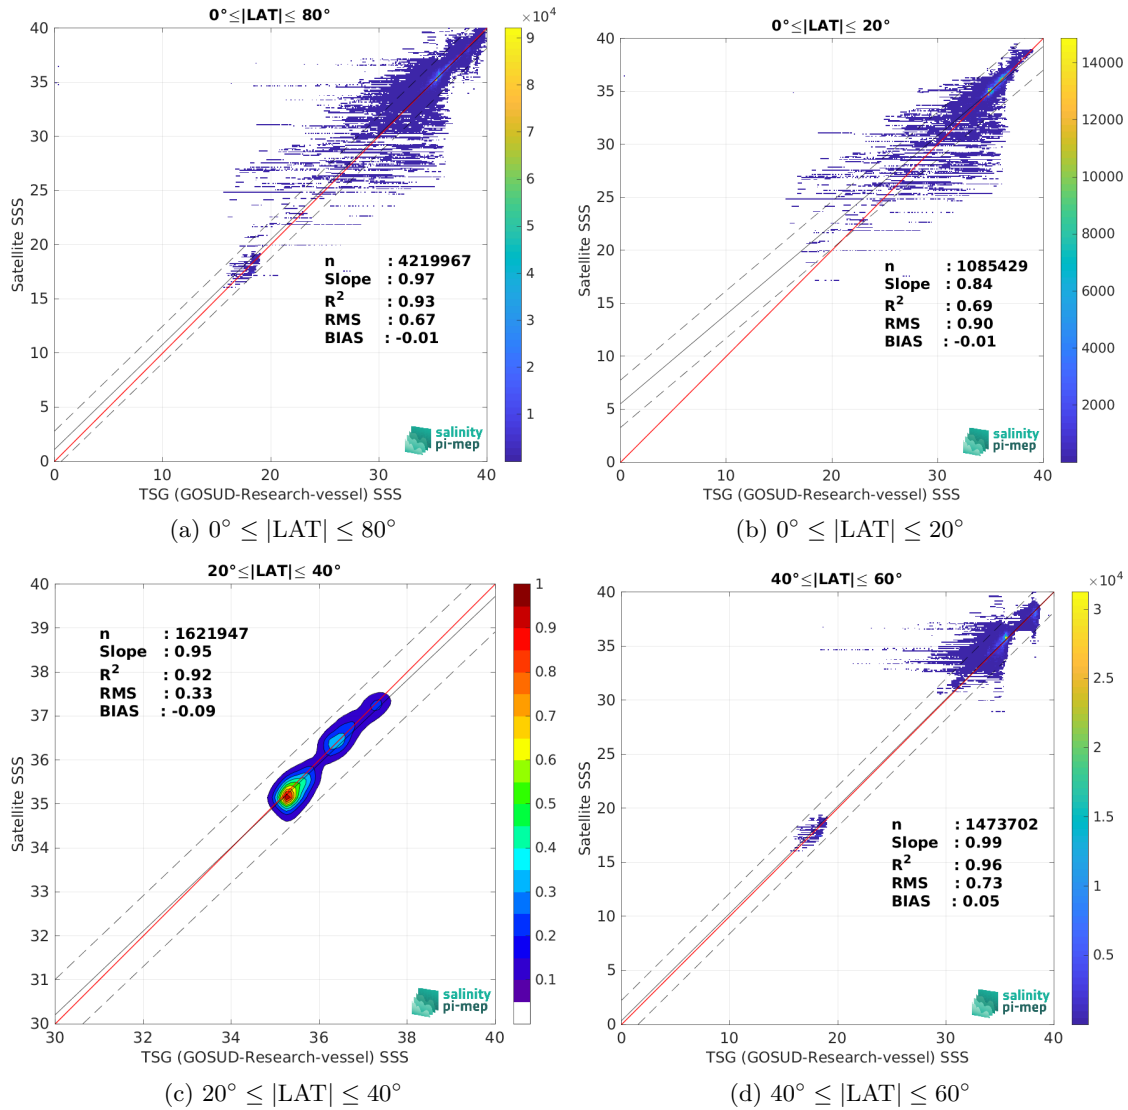 0°≤|LAT|≤ 80°
×10⁴
40
35
30
25
20
15
10
5
0
0 10 20 30 40
9
8
7
6
5
4
3
2
1
Satellite SSS
n : 4219967
Slope : 0.97
R² : 0.93
RMS : 0.67
BIAS : -0.01
salinity
pi-mep
TSG (GOSUD-Research-vessel) SSS
(a) 0° ≤ |LAT| ≤ 80°
0°≤|LAT|≤ 20°
40
35
30
25
20
15
10
5
0
0 10 20 30 40
14000
12000
10000
8000
6000
4000
2000
Satellite SSS
n : 1085429
Slope : 0.84
R² : 0.69
RMS : 0.90
BIAS : -0.01
salinity
pi-mep
TSG (GOSUD-Research-vessel) SSS
(b) 0° ≤ |LAT| ≤ 20°
20°≤|LAT|≤ 40°
40
39
38
37
36
35
34
33
32
31
30
30 32 34 36 38 40
1
0.9
0.8
0.7
0.6
0.5
0.4
0.3
0.2
0.1
Satellite SSS
n : 1621947
Slope : 0.95
R² : 0.92
RMS : 0.33
BIAS : -0.09
salinity
pi-mep
TSG (GOSUD-Research-vessel) SSS
(c) 20° ≤ |LAT| ≤ 40°
40°≤|LAT|≤ 60°
×10⁴
40
35
30
25
20
15
10
5
0
0 10 20 30 40
3
2.5
2
1.5
1
0.5
Satellite SSS
n : 1473702
Slope : 0.99
R² : 0.96
RMS : 0.73
BIAS : 0.05
salinity
pi-mep
TSG (GOSUD-Research-vessel) SSS
(d) 40° ≤ |LAT| ≤ 60°